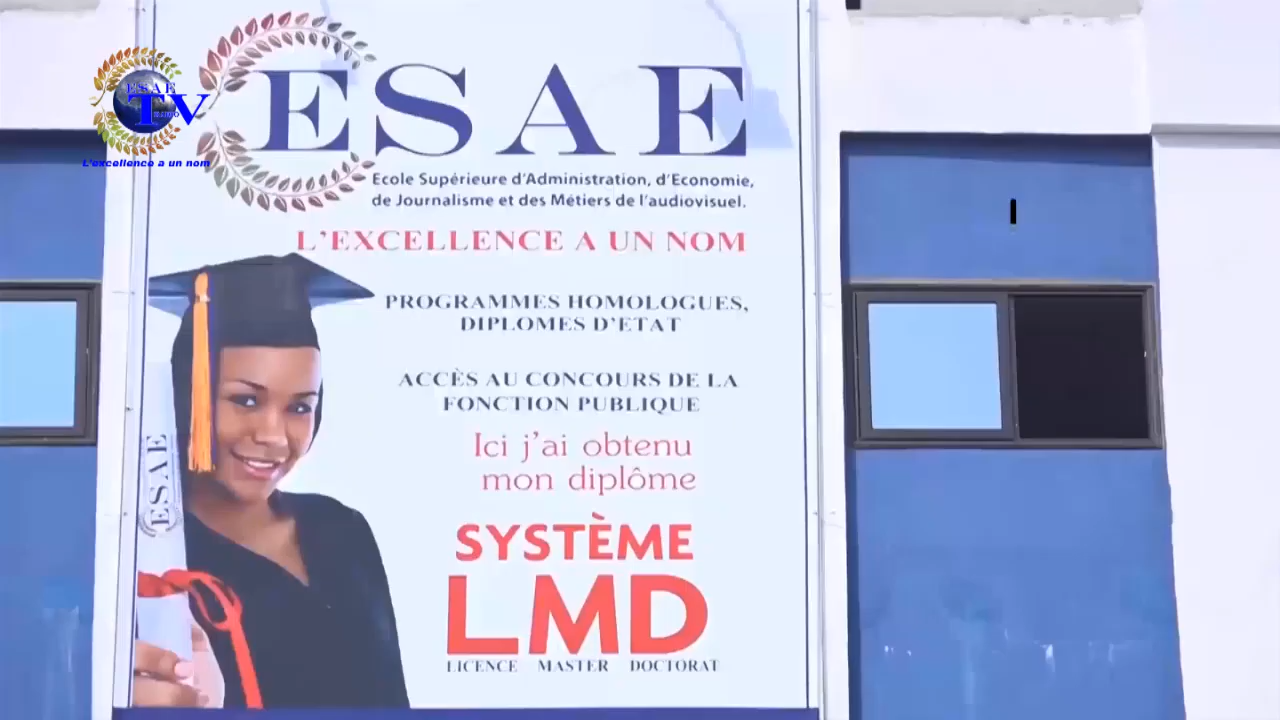 ESAE
TV
L'excellence a un nom
ESAE
Ecole Supérieure d'Administration, d'Economie,
de Journalisme et des Métiers de l'audiovisuel.
L'EXCELLENCE A UN NOM
PROGRAMMES HOMOLOGUES,
DIPLOMES D'ETAT
ACCÈS AU CONCOURS DE LA
FONCTION PUBLIQUE
Ici j'ai obtenu
mon diplôme
ESAE
SYSTÈME
LMD
LICENCE MASTER DOCTORAT